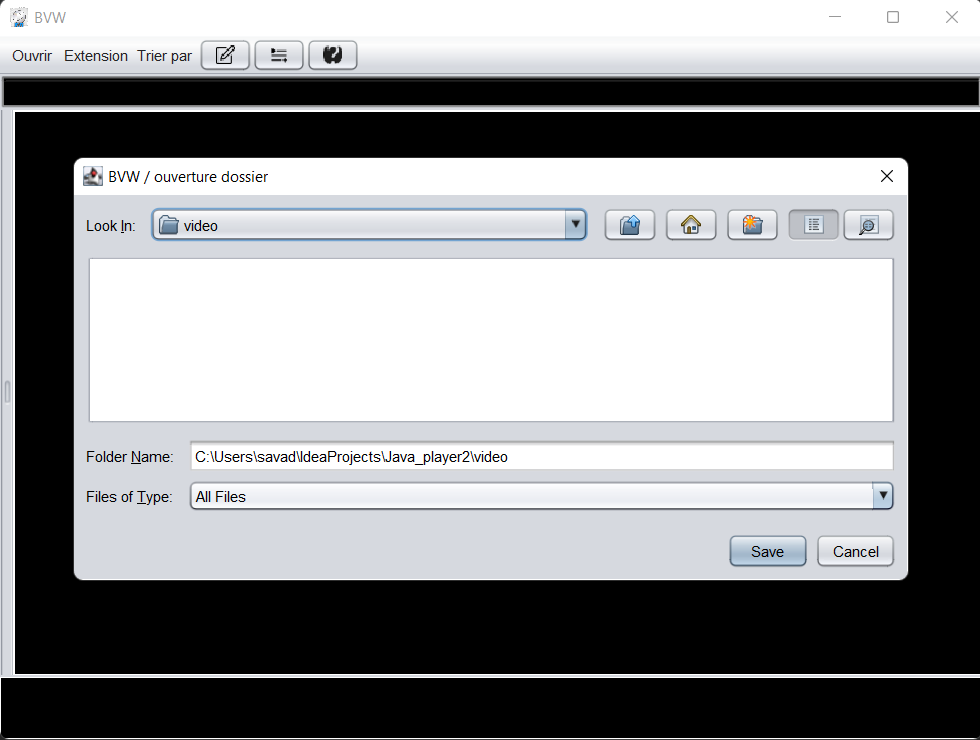 BVW
Ouvrir Extension Trier par
BVW / ouverture dossier
Look In: video
Folder Name: C:\Users\savad\IdeaProjects\Java_player2\video
Files of Type: All Files
Save Cancel